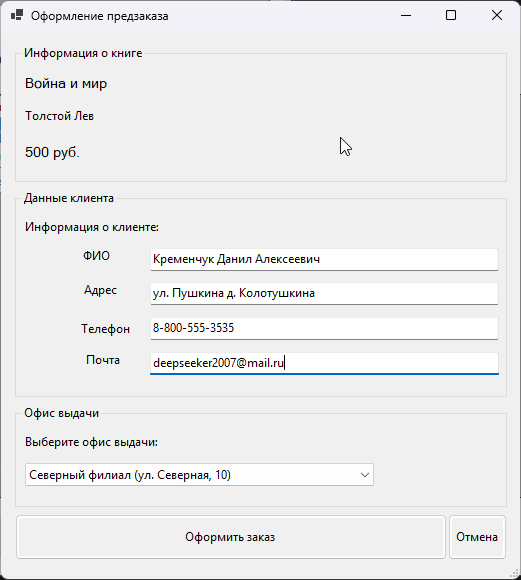 Оформление предзаказа
Информация о книге
Война и мир
Толстой Лев
500 руб.
Данные клиента
Информация о клиенте:
ФИО
Кременчук Данил Алексеевич
Адрес
ул. Пушкина д. Колотушкина
Телефон
8-800-555-3535
Почта
deepseeker2007@mail.ru
Офис выдачи
Выберите офис выдачи:
Северный филиал (ул. Северная, 10)
Оформить заказ
Отмена